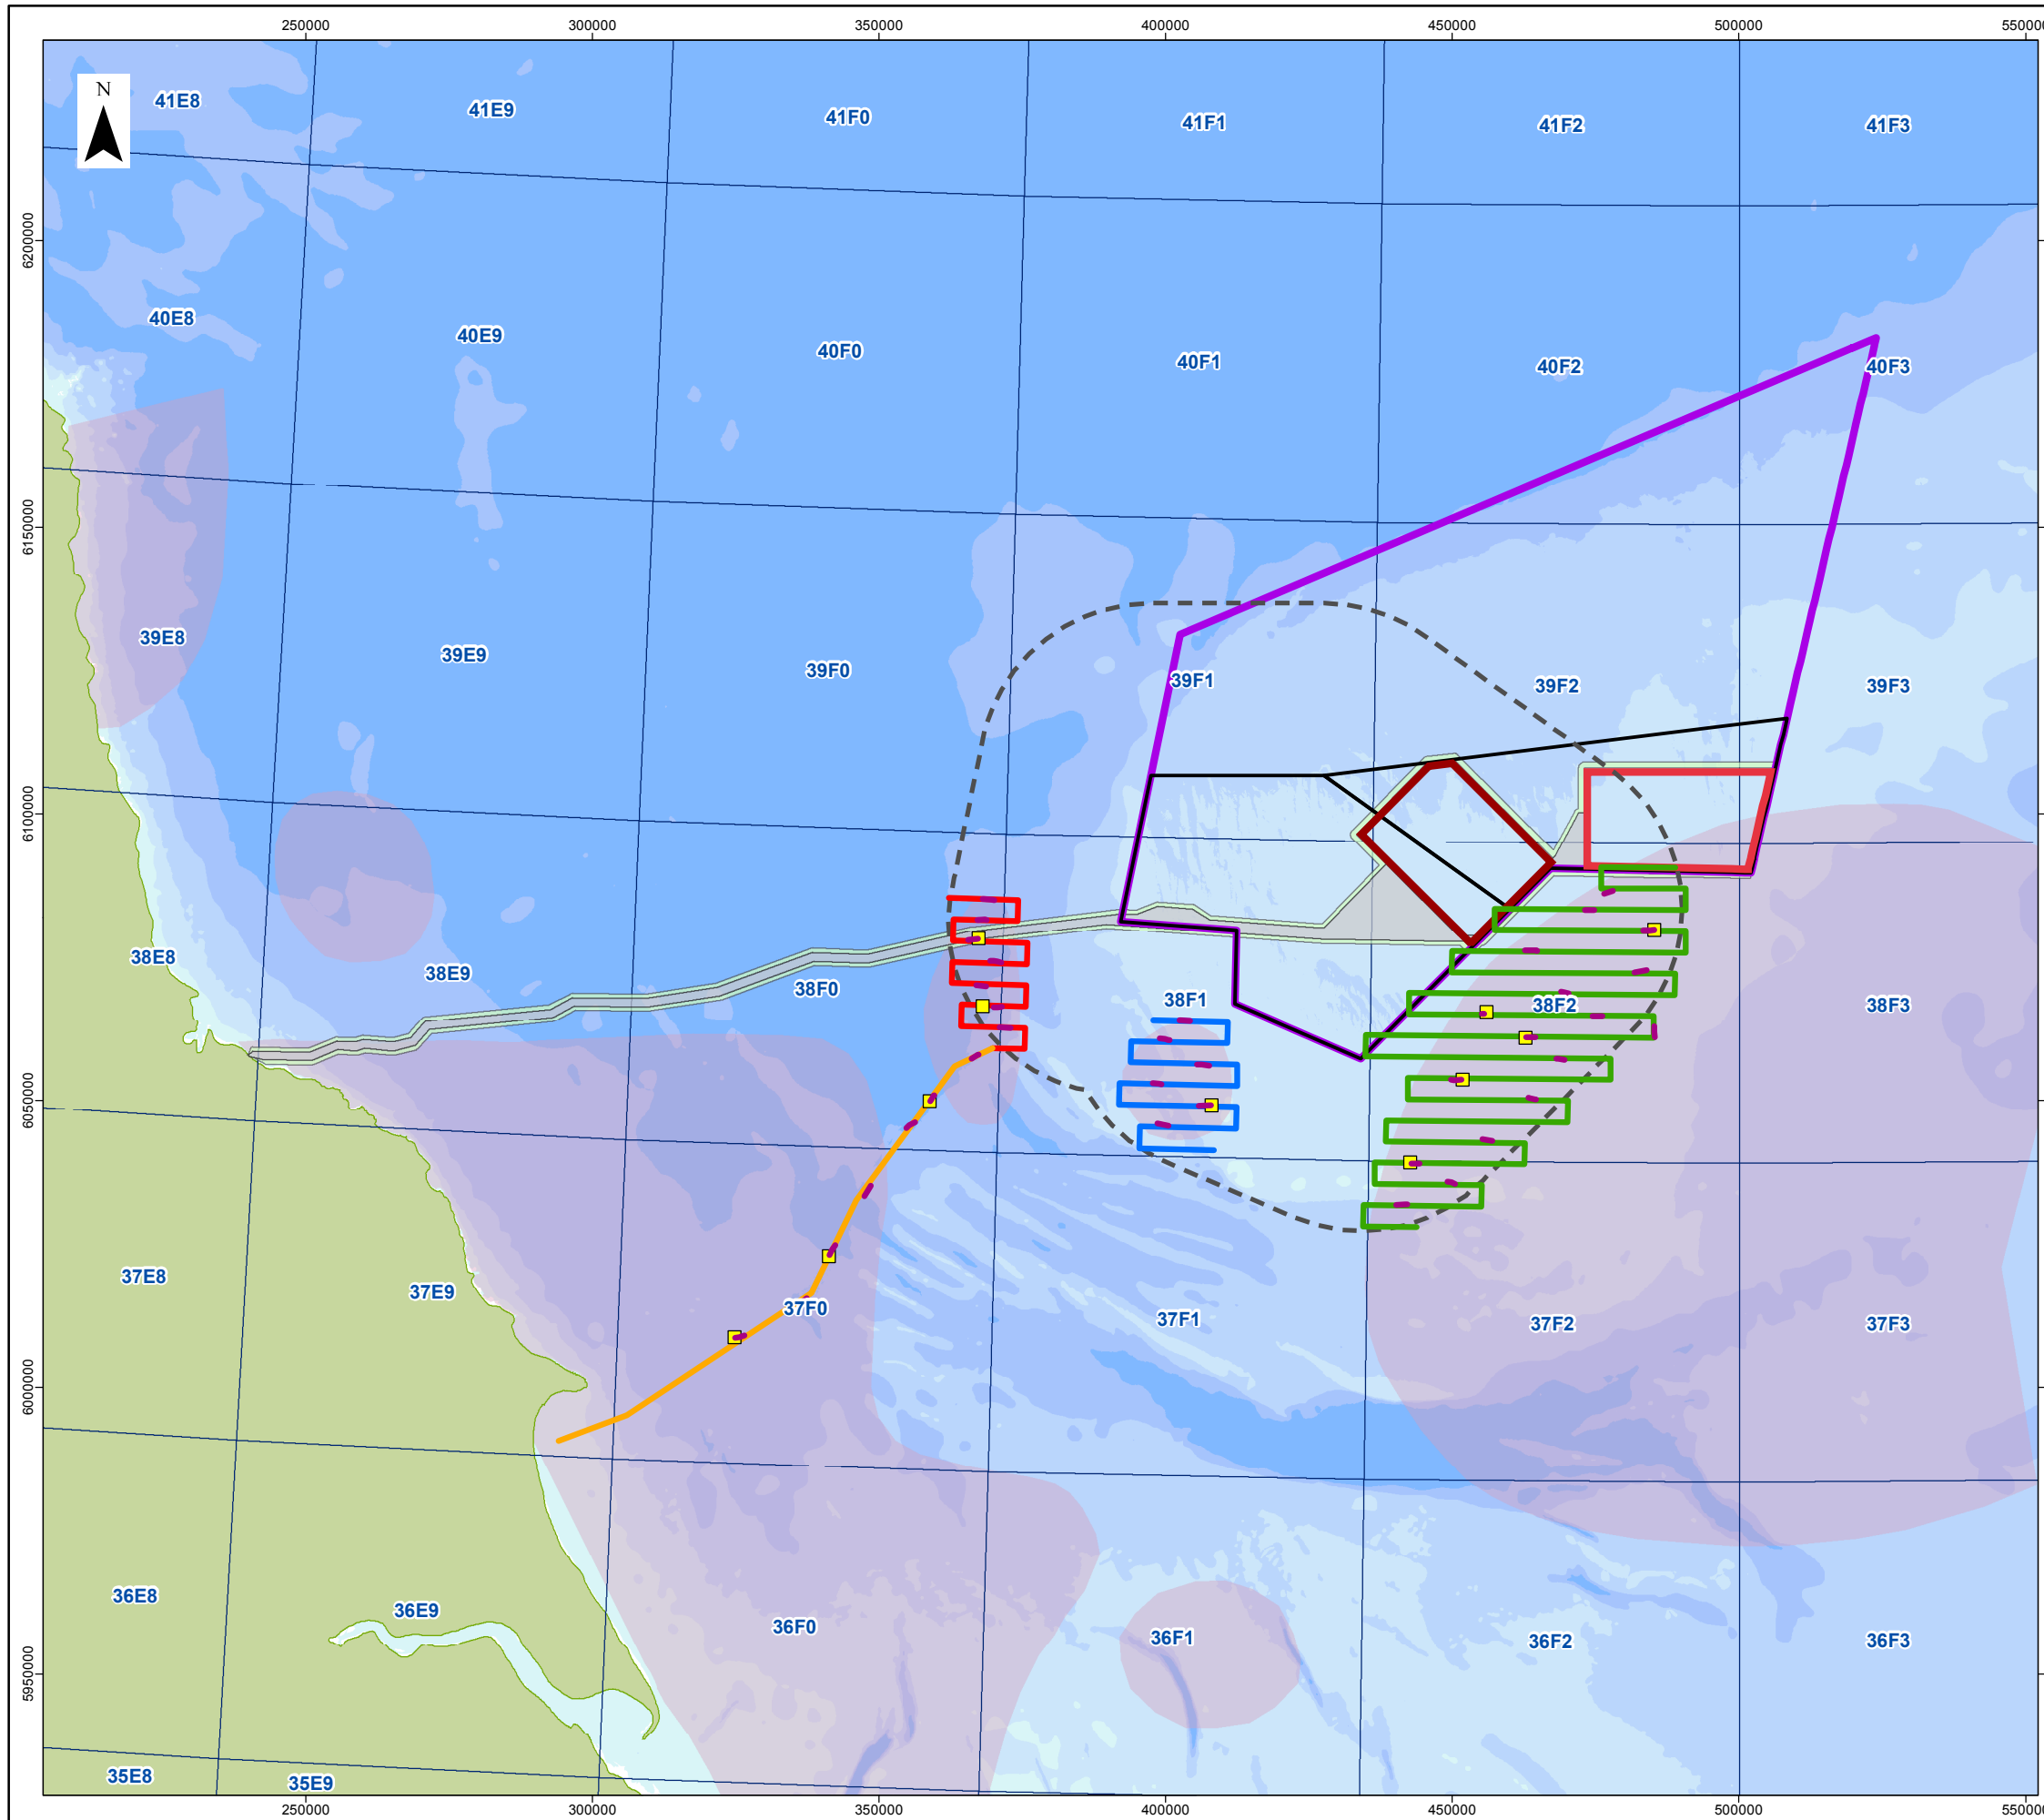 250000 300000 350000 400000 450000 500000 55000
N
41E8 41E9 41F0 41F1 41F2 41F3
6200000
40E8 40E9 40F0 40F1 40F2 40F3
6150000
39E8 39E9 39F0 39F1 39F2 39F3
6100000
38E8 38E9 38F0 38F1 38F2 38F3
6050000
37E8 37E9 37F0 37F1 37F2 37F3
6000000
36E8 36E9 36F0 36F1 36F2 36F3
5950000
35E8 35E9
250000 300000 350000 400000 450000 500000 55000